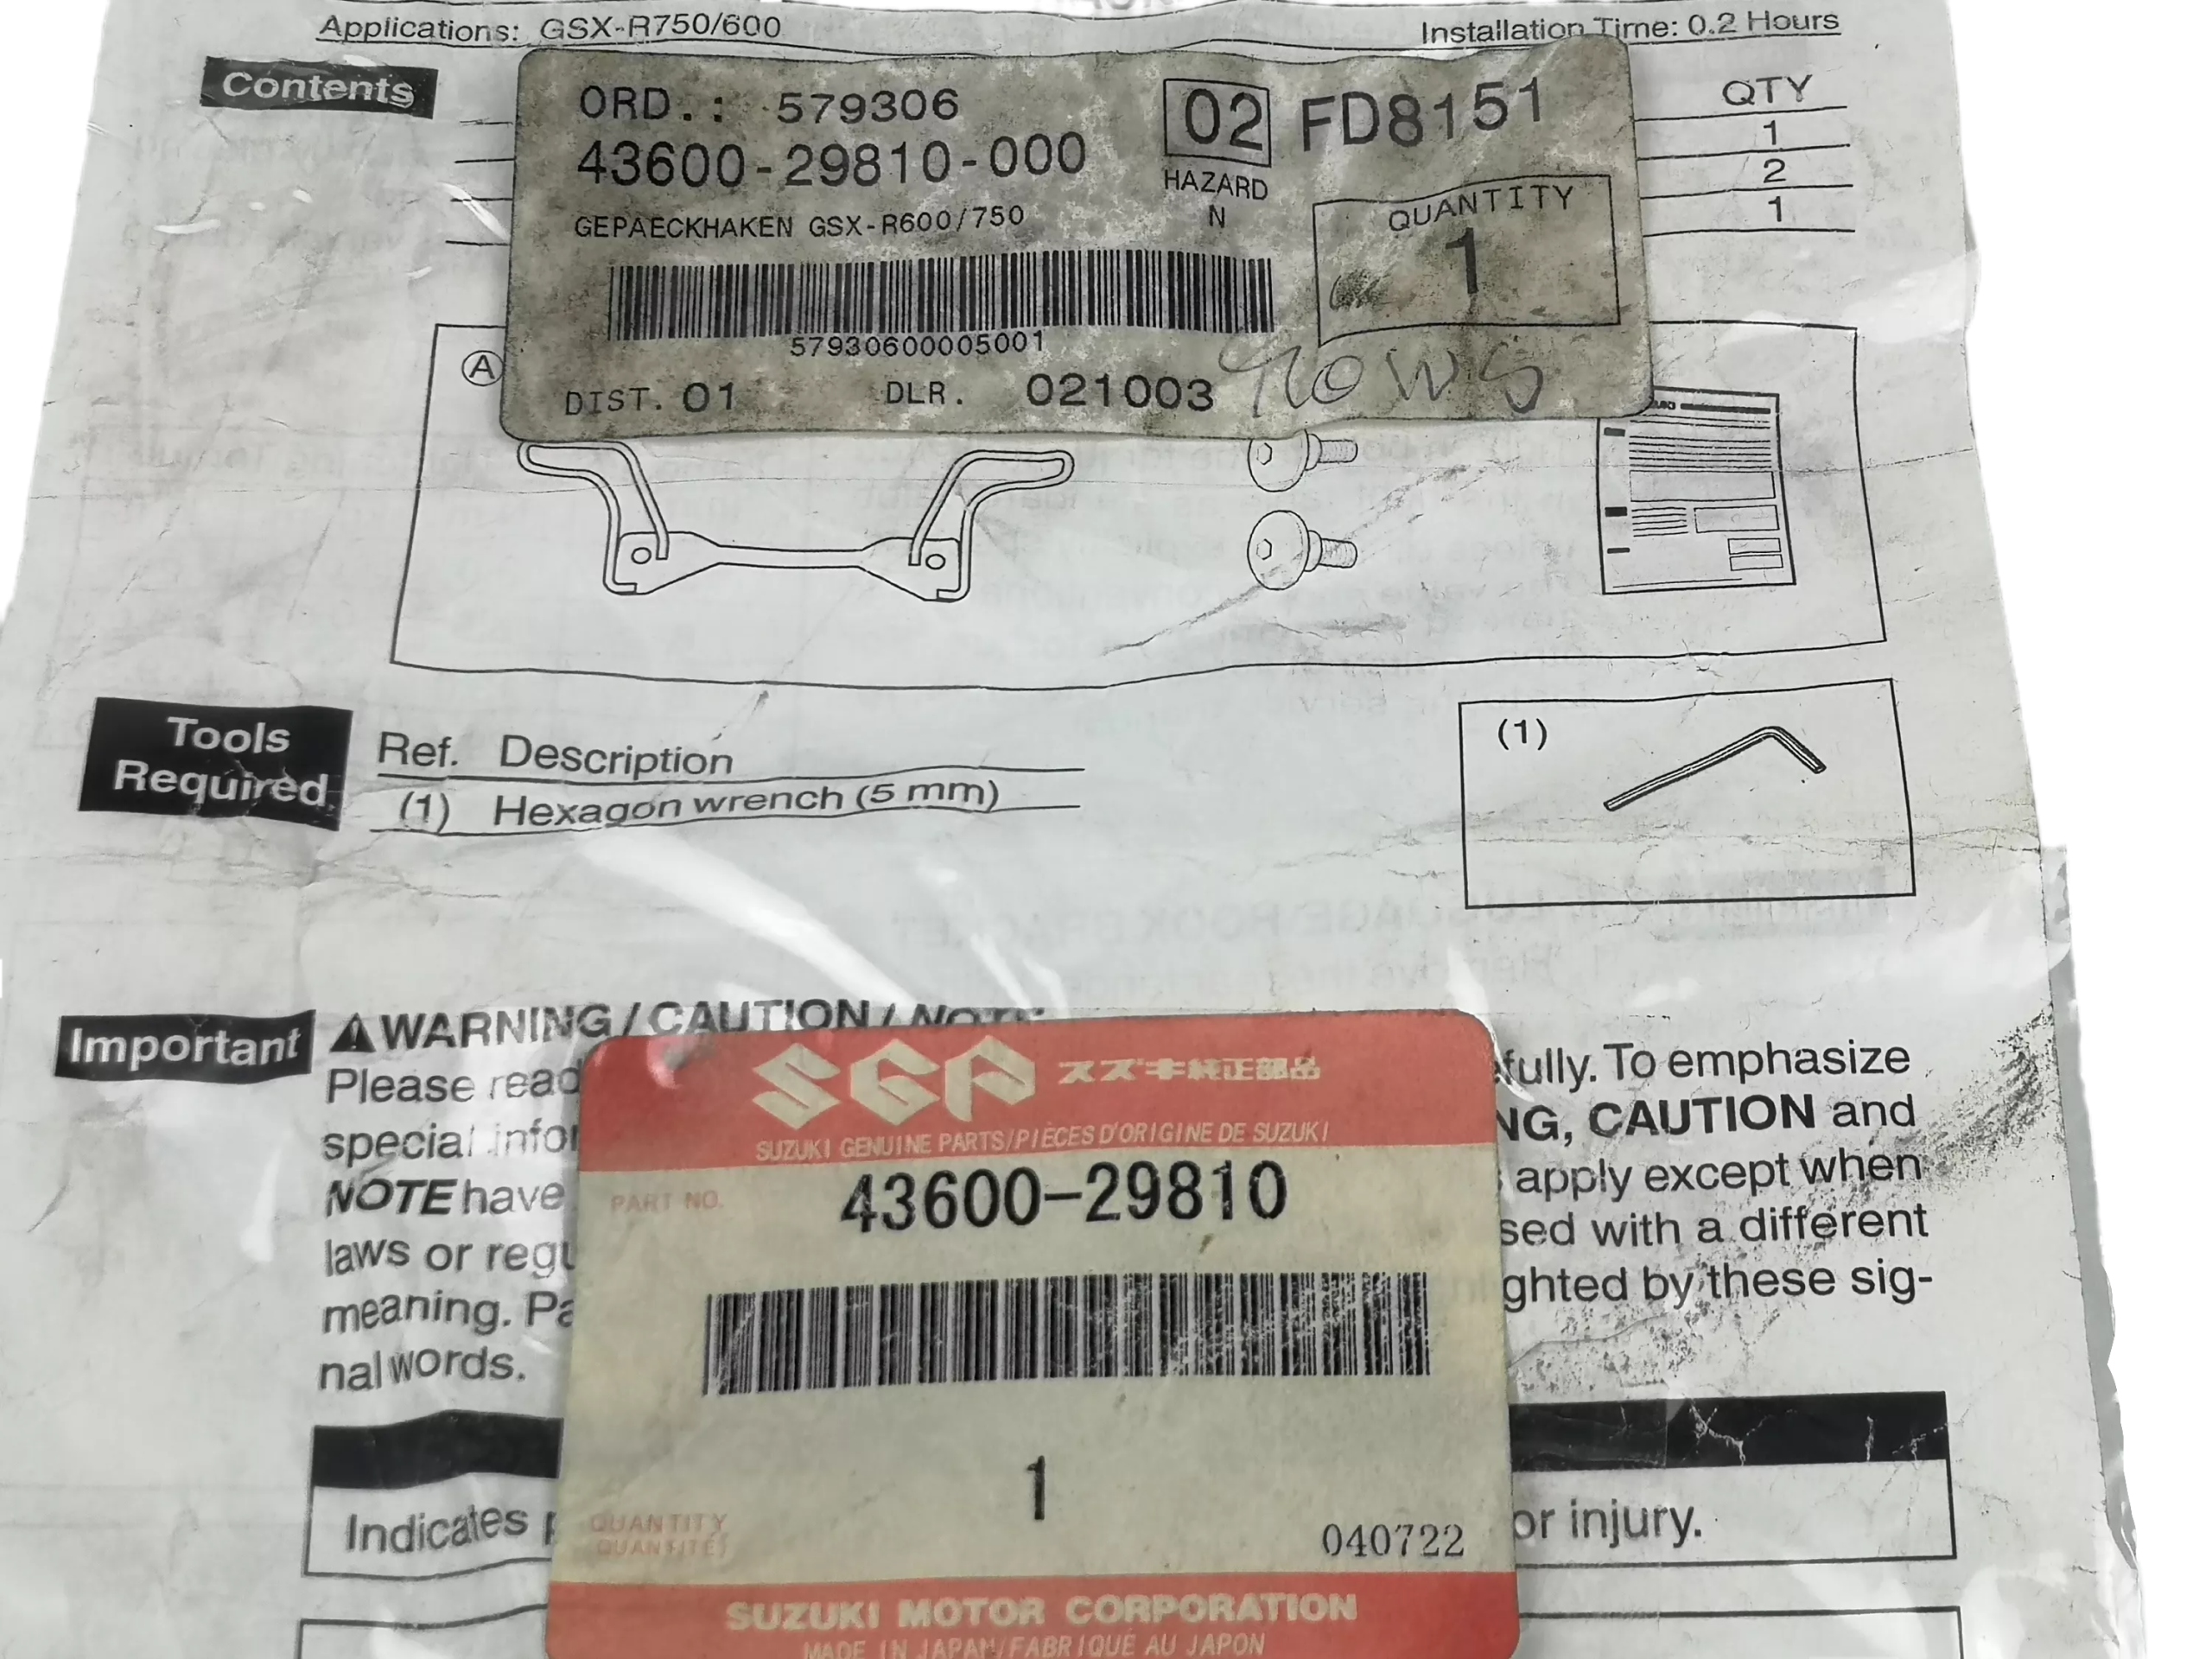 Applications: GSX-R750/600
Installation Time: 0.2 Hours
Contents
QTY
1
2
1
ORD.: 579306
02 FD8151
43600-29810-000
HAZARD
N
GEPAECKHAKEN GSX-R600/750
QUANTITY
1
57930600005001
DIST. 01 DLR. 021003
A
Tools
Required
Ref. Description
(1) Hexagon wrench (5 mm)
(1)
Important
WARNING/CAUTION/NOTE
Please read
fully. To emphasize
special infor
NG, CAUTION and
NOTE have
apply except when
laws or regu
sed with a different
meaning. Pa
ghted by these sig-
nal words.
SGP スズキ純正部品
SUZUKI GENUINE PARTS/PIÈCES D'ORIGINE DE SUZUKI
PART NO. 43600-29810
1
Indicates p
or injury.
QUANTITY
QUANTITÉ
040722
SUZUKI MOTOR CORPORATION
MADE IN JAPAN/FABRIQUÉ AU JAPON